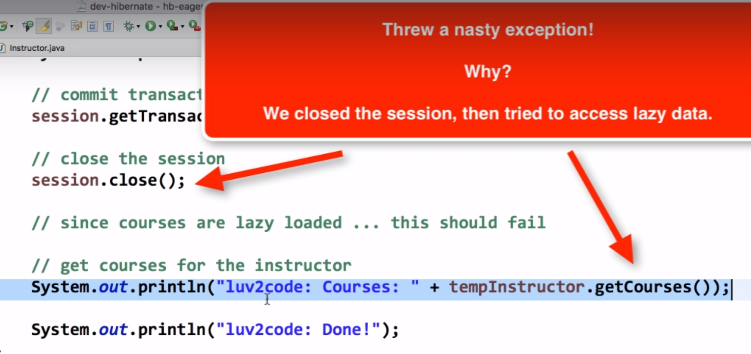 dev-hibernate - hb-eager
Threw a nasty exception!
Instructor.java
Why?
// commit transact
We closed the session, then tried to access lazy data.
session.getTransac
// close the session
session.close();
// since courses are lazy loaded ... this should fail
// get courses for the instructor
System.out.println("luv2code: Courses: " + tempInstructor.getCourses());
System.out.println("luv2code: Done!");